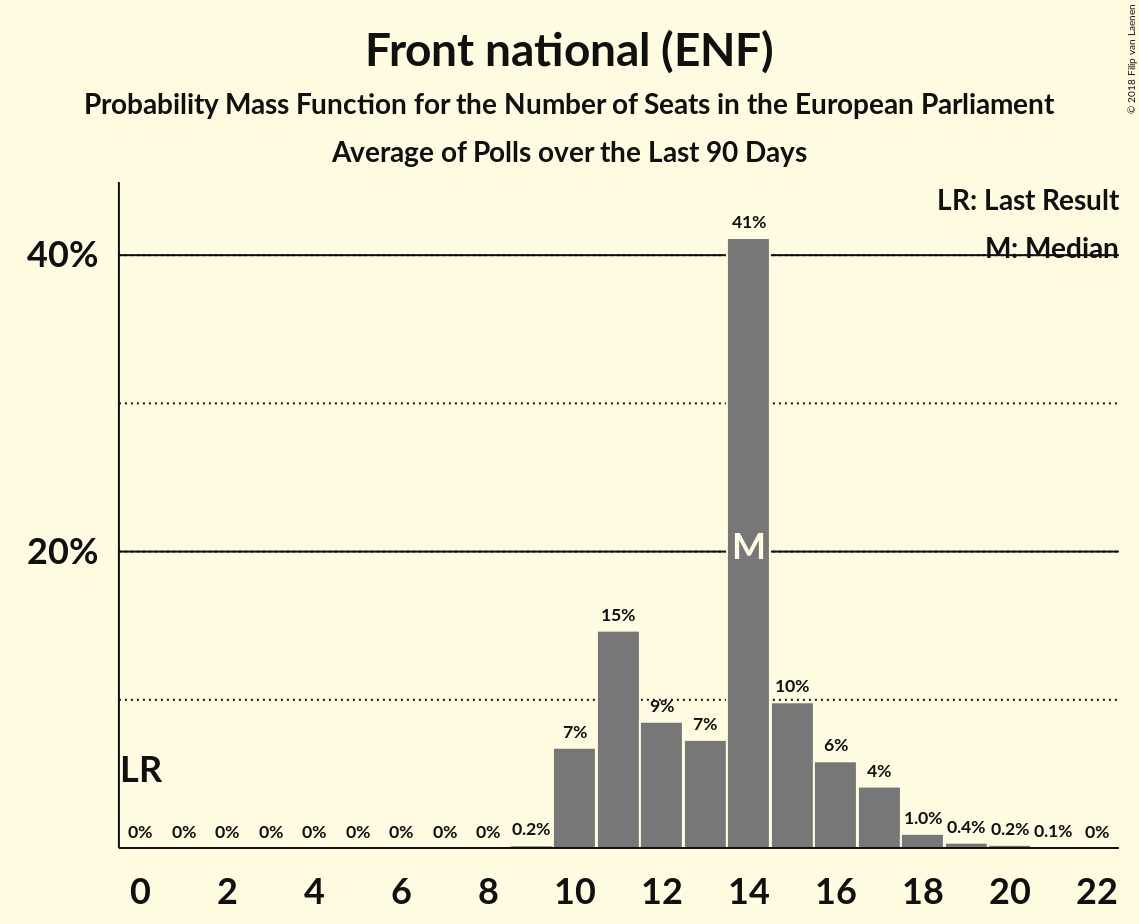 Front national (ENF)
Probability Mass Function for the Number of Seats in the European Parliament
Average of Polls over the Last 90 Days
© 2018 Filip van Laenen
LR: Last Result
M: Median
40%
20%
41%
M
15%
10%
9%
7%
7%
6%
4%
LR
0% 0% 0% 0% 0% 0% 0% 0% 0% 0.2% 1.0% 0.4% 0.2% 0.1% 0%
0 2 4 6 8 10 12 14 16 18 20 22